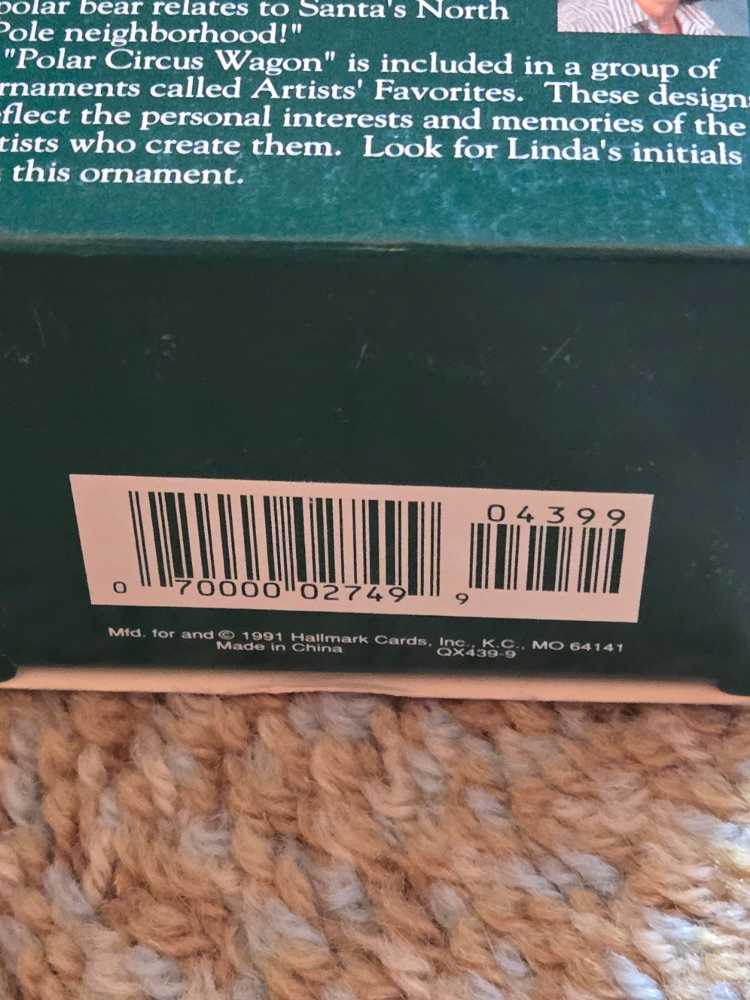 polar bear relates to Santa's North
Pole neighborhood!"
"Polar Circus Wagon" is included in a group of
rnaments called Artists' Favorites. These design
eflect the personal interests and memories of the
tists who create them. Look for Linda's initials
this ornament.
04399
0 70000 02749 9
Mfd. for and © 1991 Hallmark Cards, Inc., K.C., MO 64141
Made in China QX439-9